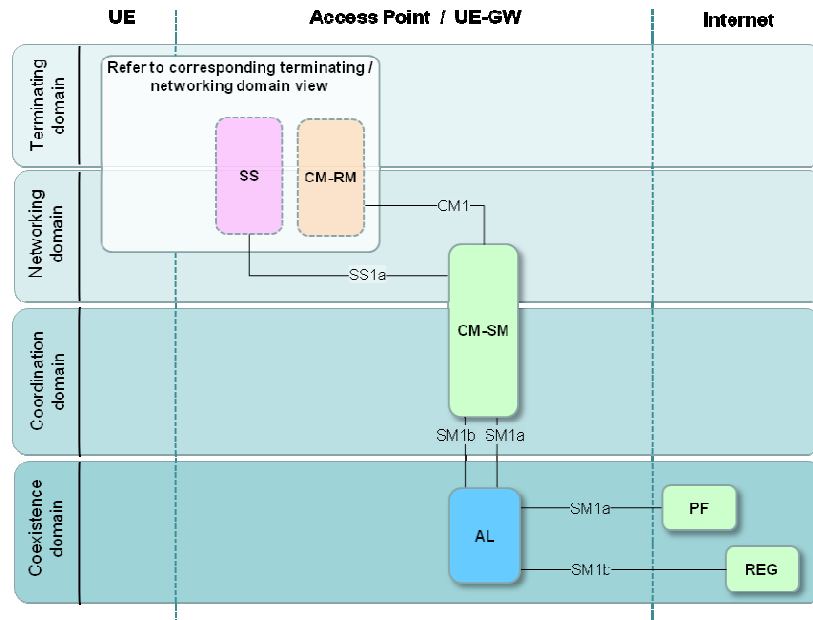 UE
Access Point / UE-GW
Internet
Terminating
domain
Refer to corresponding terminating /
networking domain view
SS
CM-RM
Networking
domain
CM1
SS1a
CM-SM
Coordination
domain
SM1b
SM1a
Coexistence
domain
AL
SM1a
PF
SM1b
REG